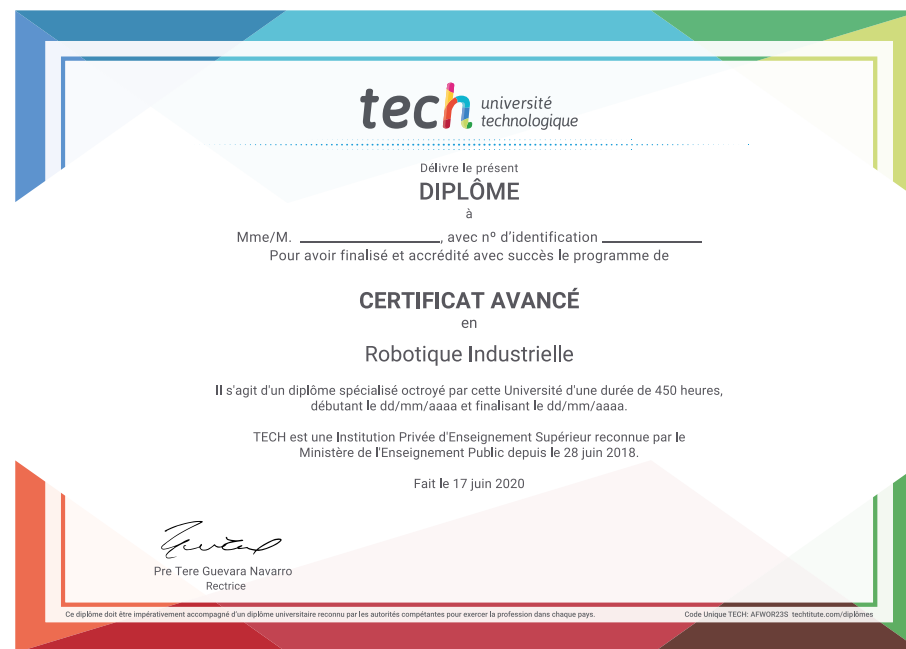 tech université
technologique
Délivre le présent
DIPLÔME
à
Mme/M. ____________________, avec nº d'identification ______________
Pour avoir finalisé et accrédité avec succès le programme de
CERTIFICAT AVANCÉ
en
Robotique Industrielle
Il s'agit d'un diplôme spécialisé octroyé par cette Université d'une durée de 450 heures,
débutant le dd/mm/aaaa et finalisant le dd/mm/aaaa.
TECH est une Institution Privée d'Enseignement Supérieur reconnue par le
Ministère de l'Enseignement Public depuis le 28 juin 2018.
Fait le 17 juin 2020
Pre Tere Guevara Navarro
Rectrice
Ce diplôme doit être impérativement accompagné d'un diplôme universitaire reconnu par les autorités compétentes pour exercer la profession dans chaque pays. Code Unique TECH: AFWOR23S techtitute.com/diplômes